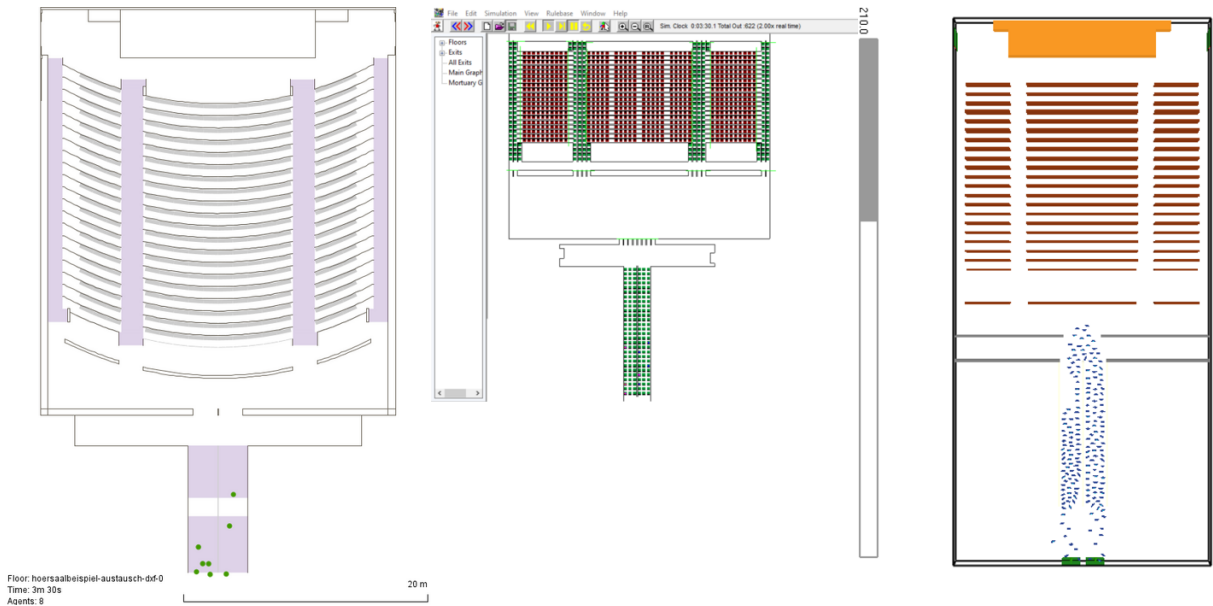 Floor: hoersaalbeispiel-austausch-dxf-0
Time: 3m 30s
Agents: 8
20 m
File Edit Simulation View Rulebase Window Help
Sim. Clock 0:03:30.1 Total Out :622 (2.00x real time)
Floors
Exits
All Exits
Main Graph
Mortuary G
210.0